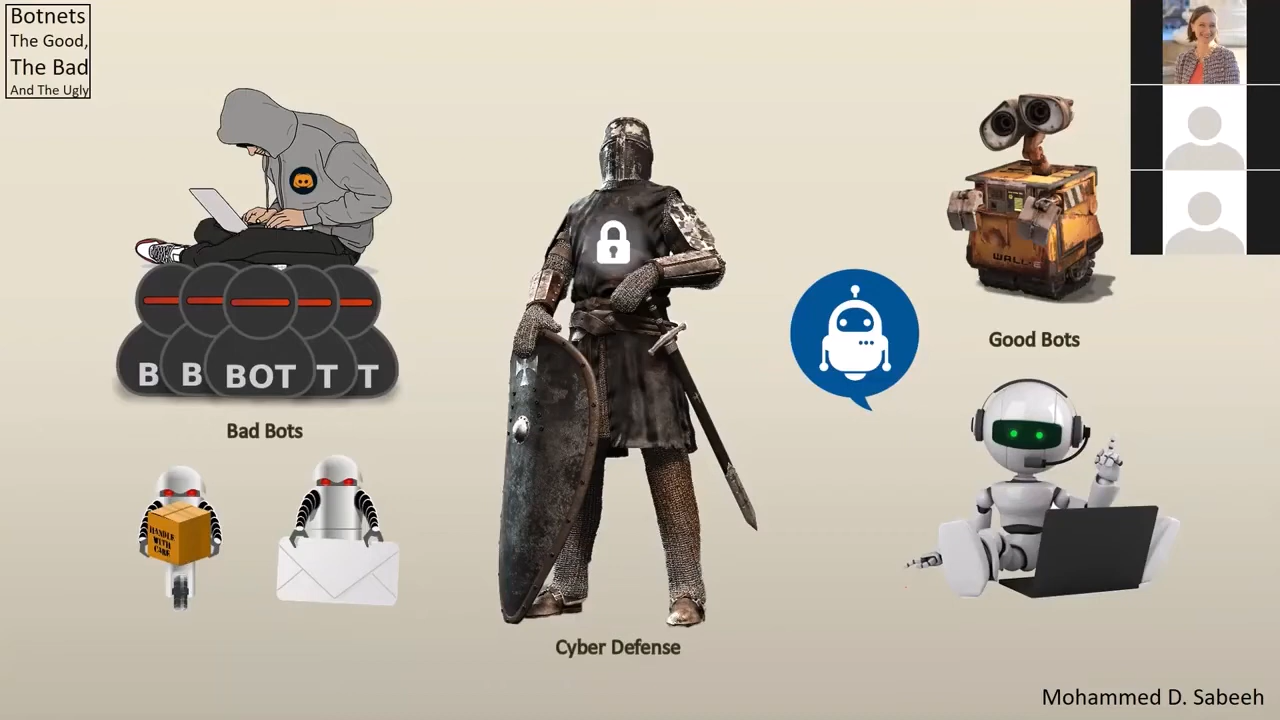 Botnets
The Good,
The Bad
And The Ugly
B B BOT T T
Bad Bots
HANDLE
WITH
CARE
Cyber Defense
WALL·E
Good Bots
Mohammed D. Sabeeh